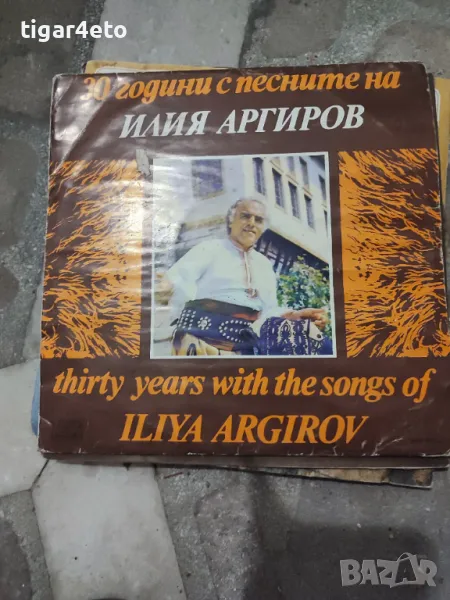 tigar4eto
30 години с песните на
ИЛИЯ АРГИРОВ
thirty years with the songs of
ILIYA ARGIROV
BAZAR